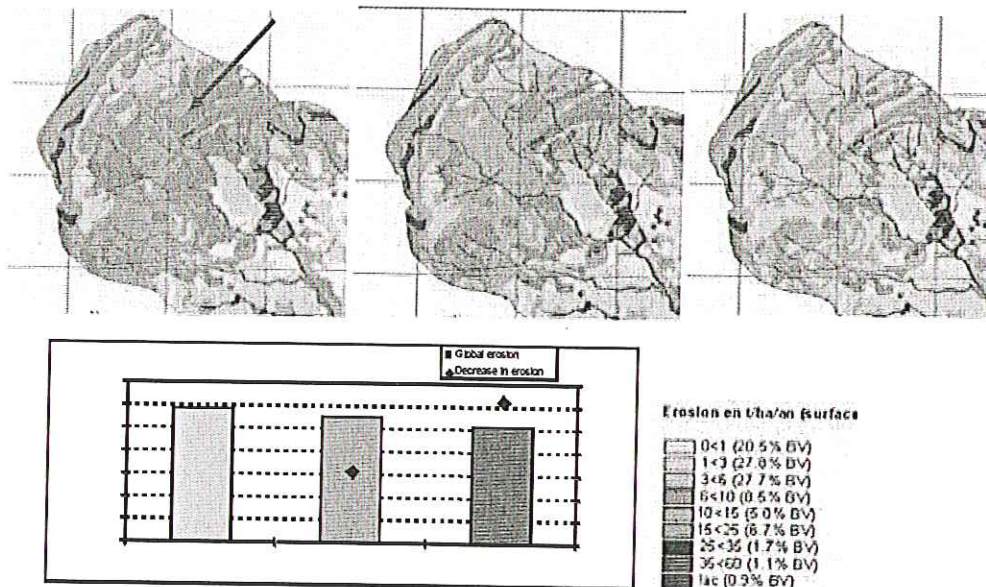 ■ Global erosion
◆ Decrease in erosion
Erosion en t/ha/an (surface
0<1 (20.5% BV)
1<3 (27.8% BV)
3<6 (27.7% BV)
6<10 (8.5% BV)
10<15 (5.0% BV)
15<25 (6.7% BV)
25<35 (1.7% BV)
35<60 (1.1% BV)
lac (0.9% BV)